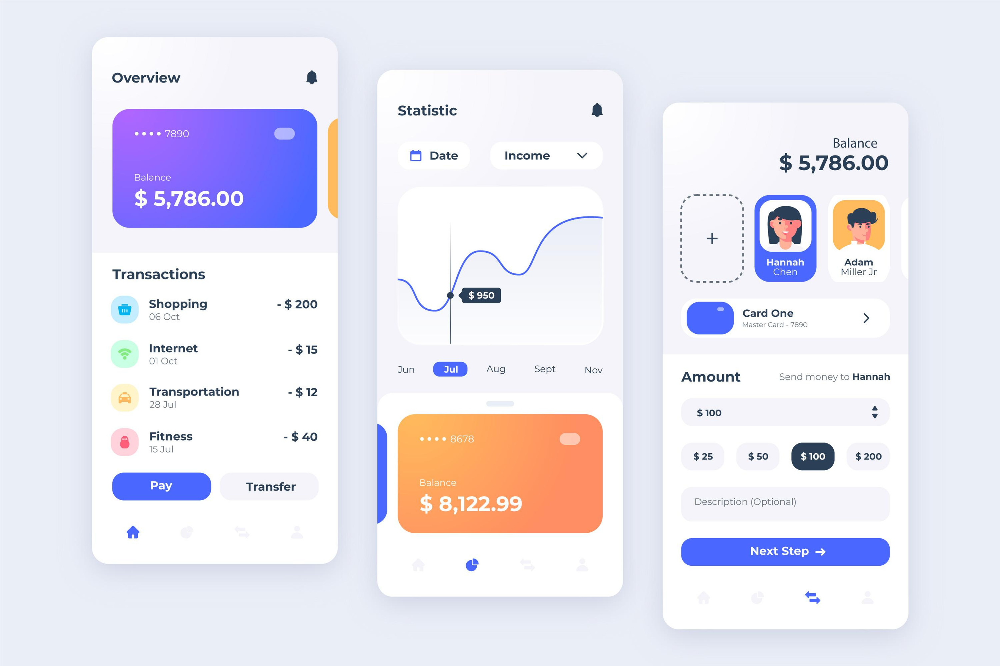 Overview
•••• 7890
Balance
$ 5,786.00
Transactions
Shopping - $ 200
06 Oct
Internet - $ 15
01 Oct
Transportation - $ 12
28 Jul
Fitness - $ 40
15 Jul
Pay Transfer
Statistic
Date Income
$ 950
Jun Jul Aug Sept Nov
•••• 8678
Balance
$ 8,122.99
Balance
$ 5,786.00
+
Hannah
Chen
Adam
Miller Jr
Card One
Master Card - 7890
Amount Send money to Hannah
$ 100
$ 25 $ 50 $ 100 $ 200
Description (Optional)
Next Step →